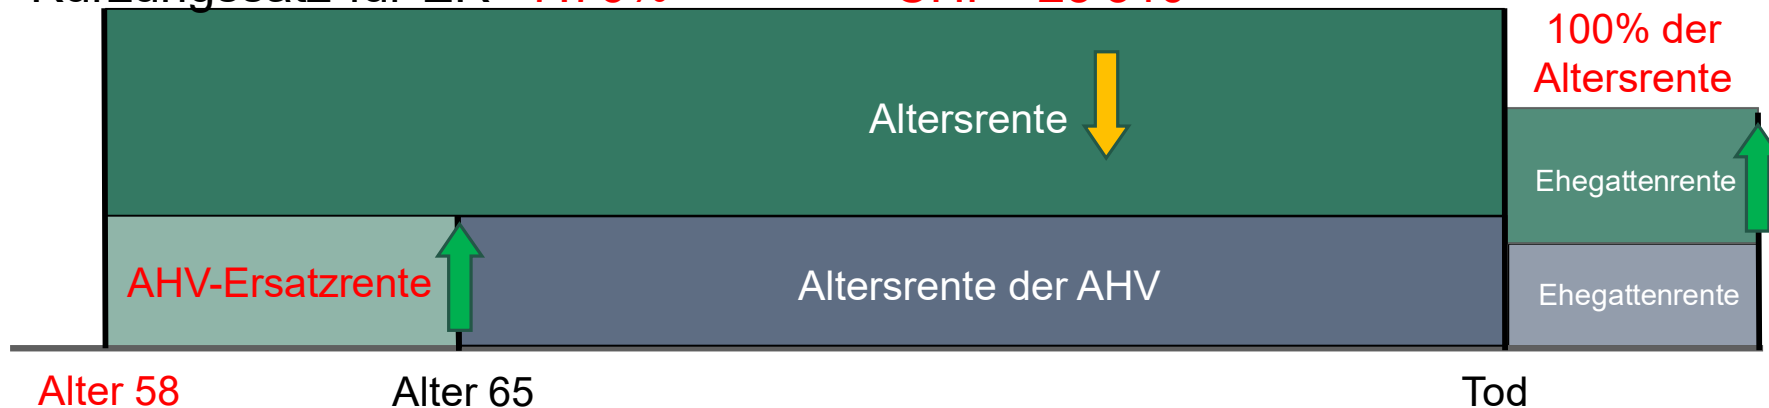 100% der
Altersrente
Altersrente
Ehegattenrente
AHV-Ersatzrente
Altersrente der AHV
Ehegattenrente
Alter 58
Alter 65
Tod